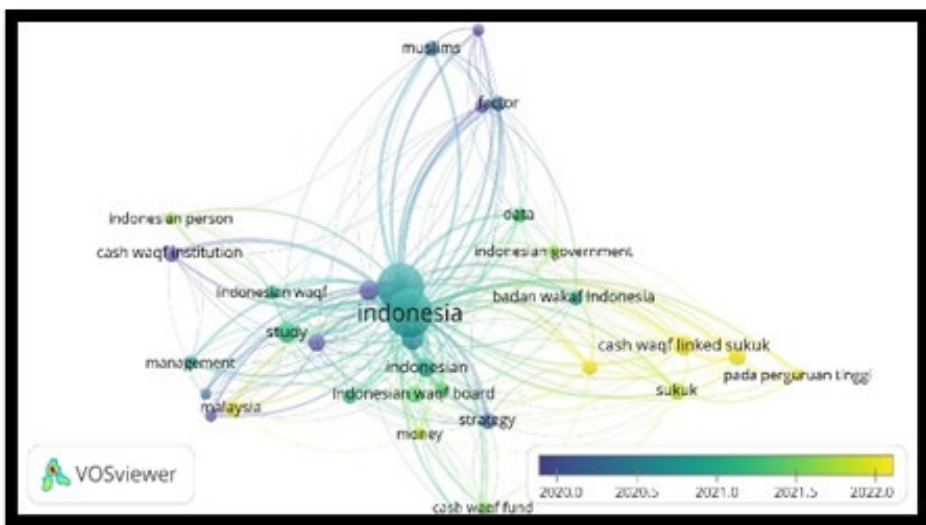 muslims
factor
indonesian person
data
cash waqf institution
indonesian government
indonesian waqf
badan wakaf indonesia
indonesia
study
cash waqf linked sukuk
management
indonesian
pada perguruan tinggi
indonesian waqf board
sukuk
malaysia
strategy
money
cash waqf fund
VOSviewer
2020.0 2020.5 2021.0 2021.5 2022.0